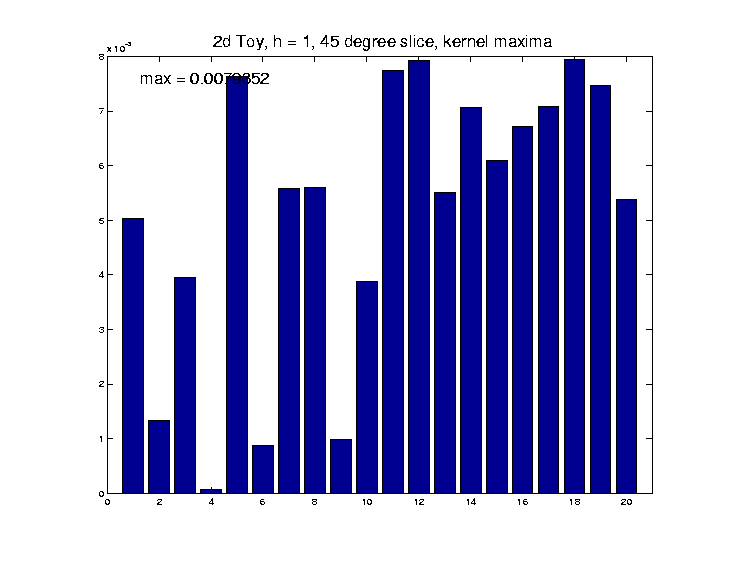 2d Toy, h = 1, 45 degree slice, kernel maxima
x 10⁻³
max =
8
7
6
5
4
3
2
1
0
0 2 4 6 8 10 12 14 16 18 20